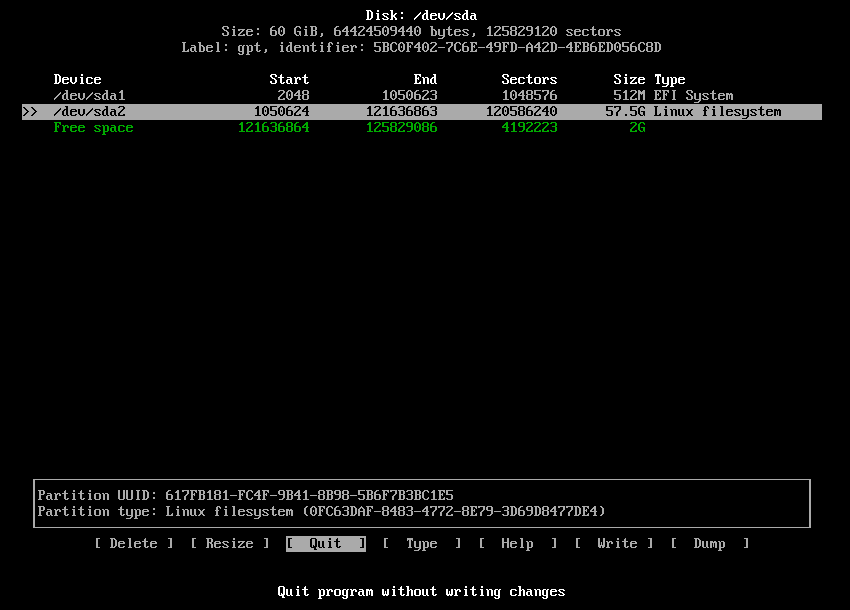 Disk: /dev/sda
Size: 60 GiB, 64424509440 bytes, 125829120 sectors
Label: gpt, identifier: 5BC0F402-7C6E-49FD-A42D-4EB6ED056C8D
Device Start End Sectors Size Type
/dev/sda1 2048 1050623 1048576 512M EFI System
>> /dev/sda2 1050624 121636863 120586240 57.5G Linux filesystem
Free space 121636864 125829086 4192223 2G
Partition UUID: 617FB181-FC4F-9B41-8B98-5B6F7B3BC1E5
Partition type: Linux filesystem (0FC63DAF-8483-4772-8E79-3D69D8477DE4)
[ Delete ] [ Resize ] [ Quit ] [ Type ] [ Help ] [ Write ] [ Dump ]
Quit program without writing changes